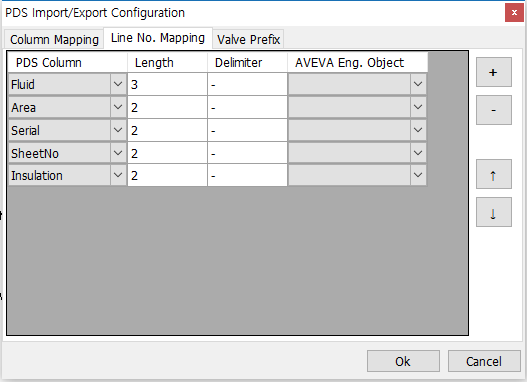 PDS Import/Export Configuration x
Column Mapping Line No. Mapping Valve Prefix
PDS Column Length Delimiter AVEVA Eng. Object
Fluid 3 -
Area 2 -
Serial 2 -
SheetNo 2 -
Insulation 2 -
+
-
↑
↓
Ok Cancel